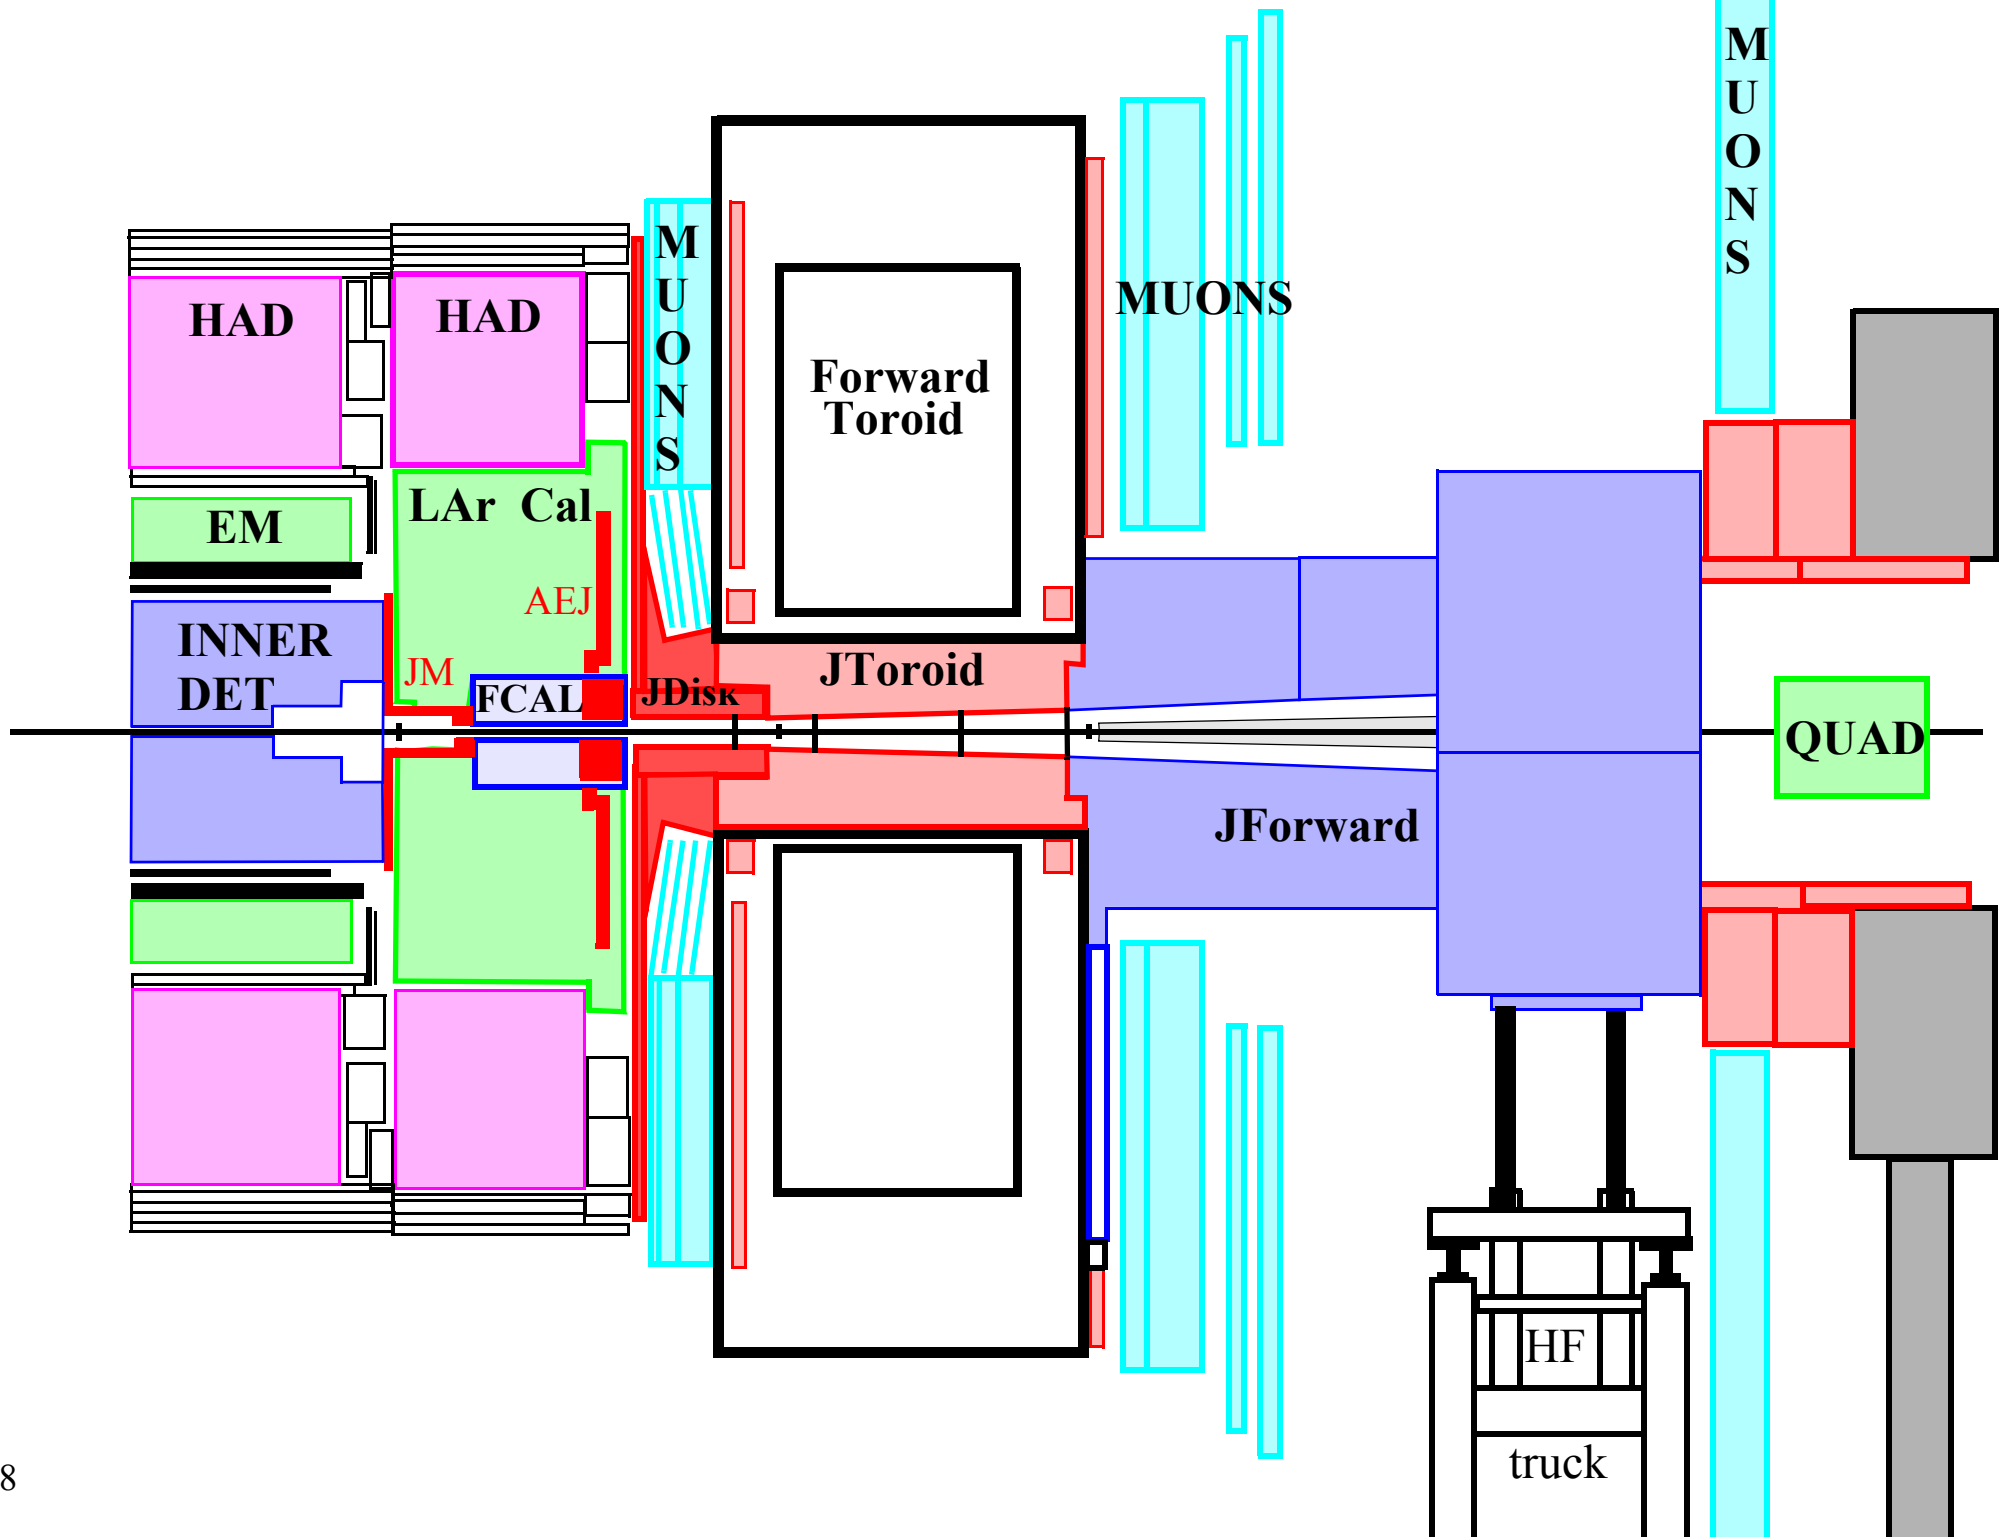 MUONS
MUONS
HAD
HAD
MUONS
Forward
Toroid
LAr Cal
EM
AEJ
INNER
DET
JM
FCAL
JDisk
JToroid
QUAD
JForward
HF
truck
8